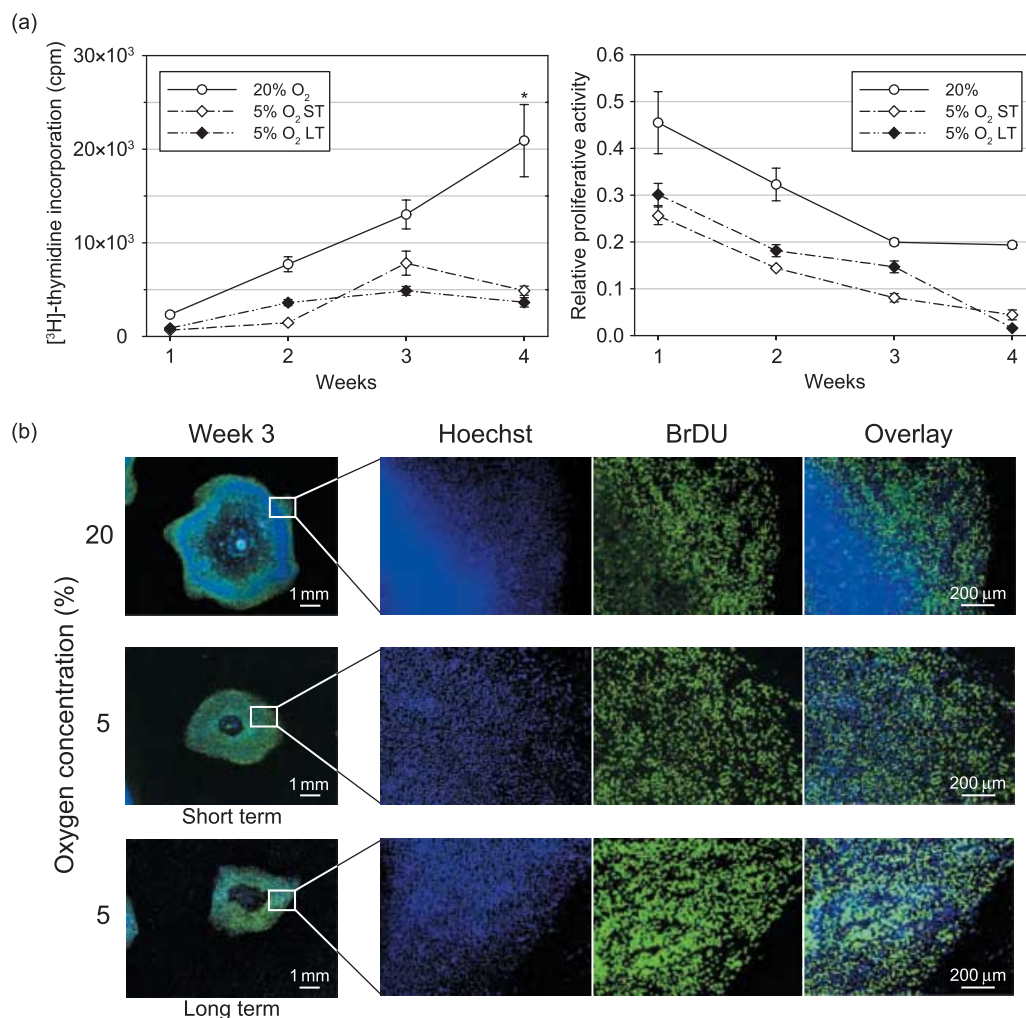 (a)
[³H]-thymidine incorporation (cpm)
30×10³
20×10³
10×10³
0
20% O₂
5% O₂ ST
5% O₂ LT
*
1 2 3 4
Weeks
Relative proliferative activity
0.6
0.5
0.4
0.3
0.2
0.1
0.0
20%
5% O₂ ST
5% O₂ LT
1 2 3 4
Weeks
(b)
Week 3 Hoechst BrDU Overlay
Oxygen concentration (%)
20
1 mm
200 µm
5
1 mm
200 µm
Short term
5
1 mm
200 µm
Long term